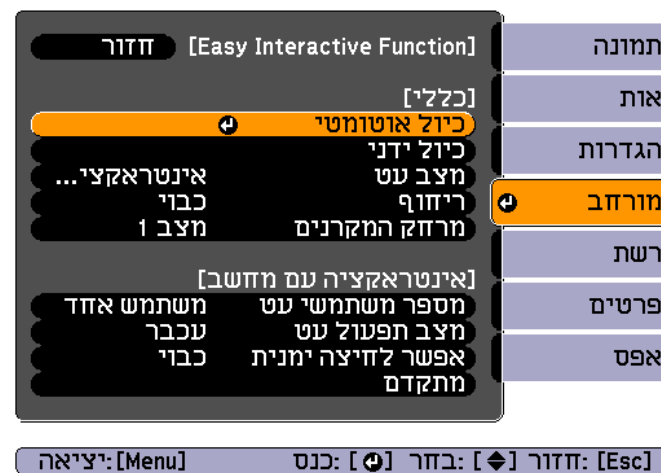 [Easy Interactive Function] חזור
[כללי]
כיול אוטומטי
כיול ידני
מצב עט אינטראקצי...
ריחוף כבוי
מרחק המקרנים מצב 1
[אינטראקציה עם מחשב]
מספר משתמשי עט משתמש אחד
מצב תפעול עט עכבר
אפשר לחיצה ימנית כבוי
מתקדם
תמונה
אות
הגדרות
מורחב
רשת
פרטים
אפס
[Esc] :חזור [◆] :בחר [↵] :כנס [Menu] :יציאה